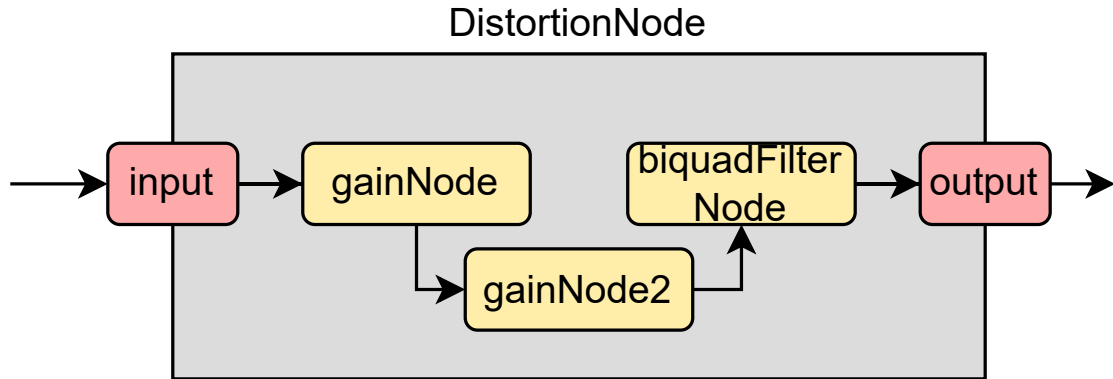 DistortionNode
input
gainNode
biquadFilter
Node
output
gainNode2